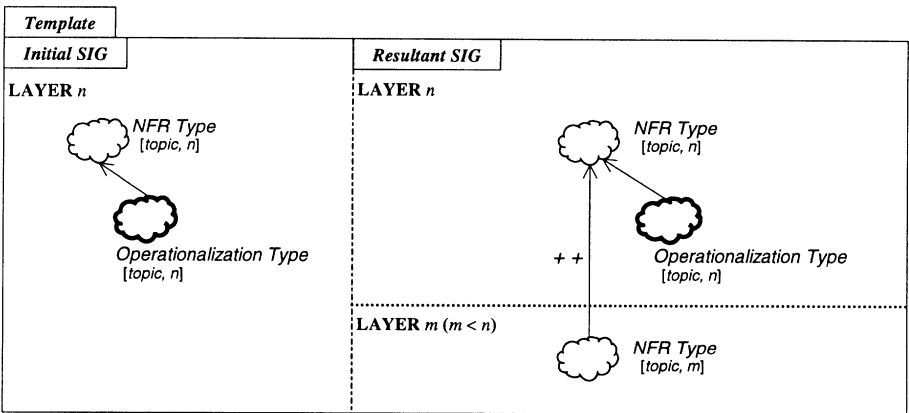 Template
Initial SIG
LAYER n
NFR Type
[topic, n]
Operationalization Type
[topic, n]
Resultant SIG
LAYER n
NFR Type
[topic, n]
Operationalization Type
[topic, n]
+ +
LAYER m (m < n)
NFR Type
[topic, m]